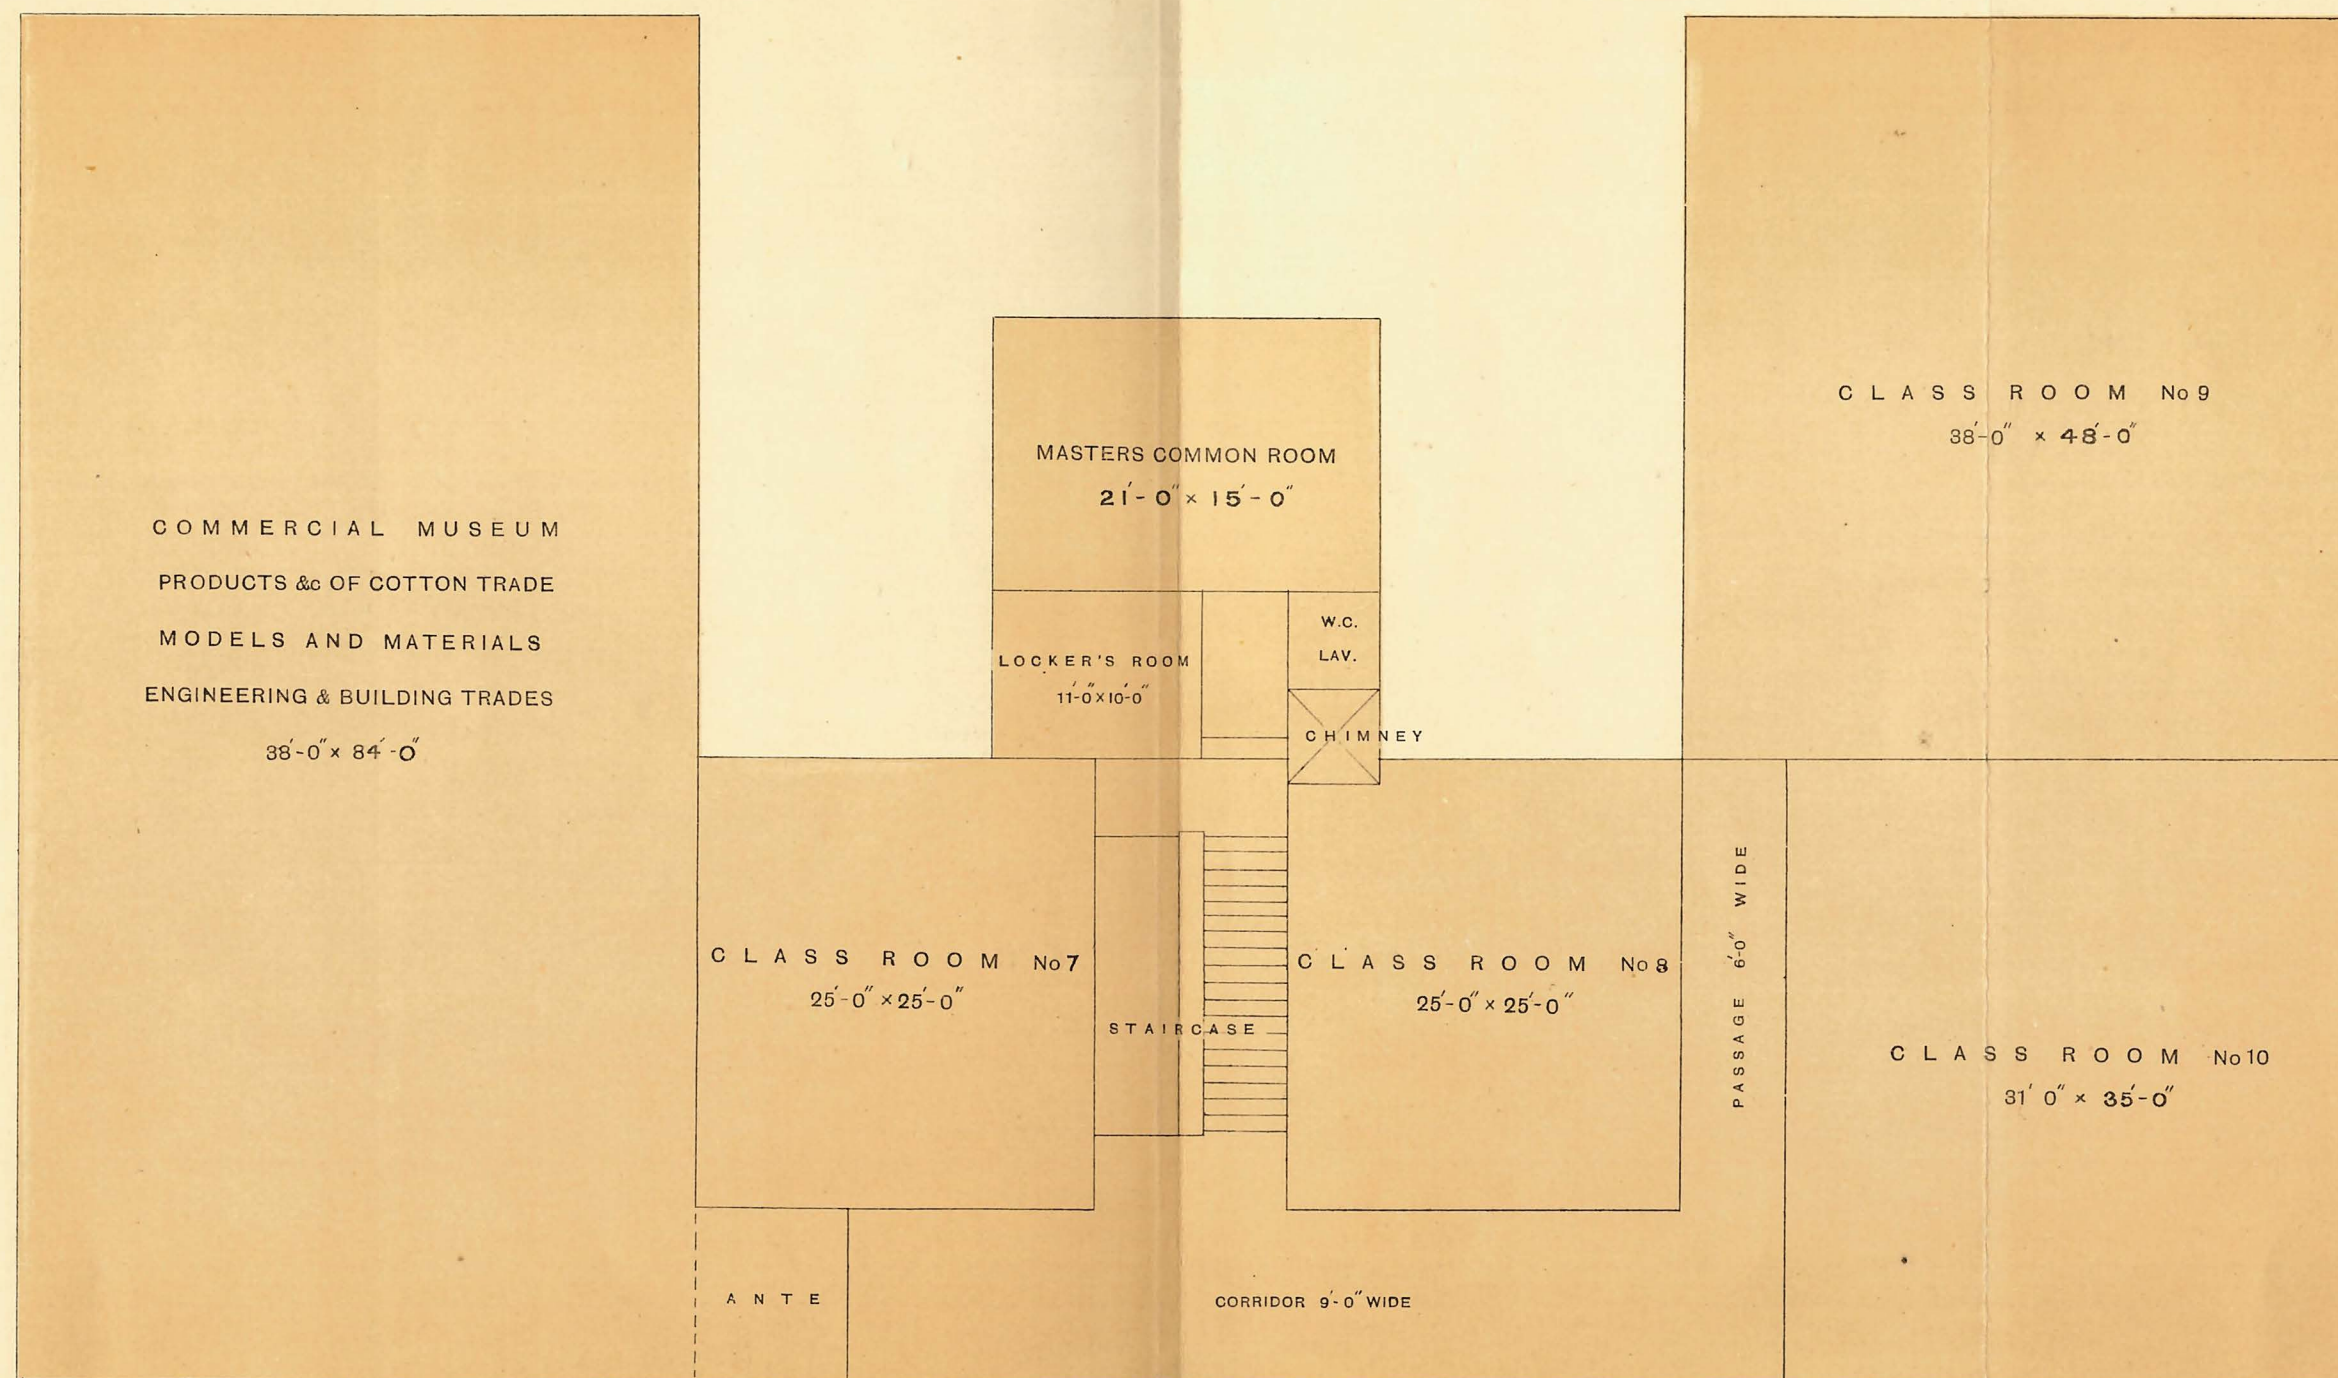 COMMERCIAL MUSEUM
PRODUCTS &c OF COTTON TRADE
MODELS AND MATERIALS
ENGINEERING & BUILDING TRADES
38'-0" x 84'-0"
MASTERS COMMON ROOM
21'-0" x 15'-0"
LOCKER'S ROOM
11'-0" x 10'-0"
W.C.
LAV.
CHIMNEY
CLASS ROOM No 9
38'-0" x 48'-0"
CLASS ROOM No 7
25'-0" x 25'-0"
STAIRCASE
CLASS ROOM No 8
25'-0" x 25'-0"
PASSAGE 6'-0" WIDE
CLASS ROOM No 10
31' 0" x 35'-0"
ANTE
CORRIDOR 9'-0" WIDE